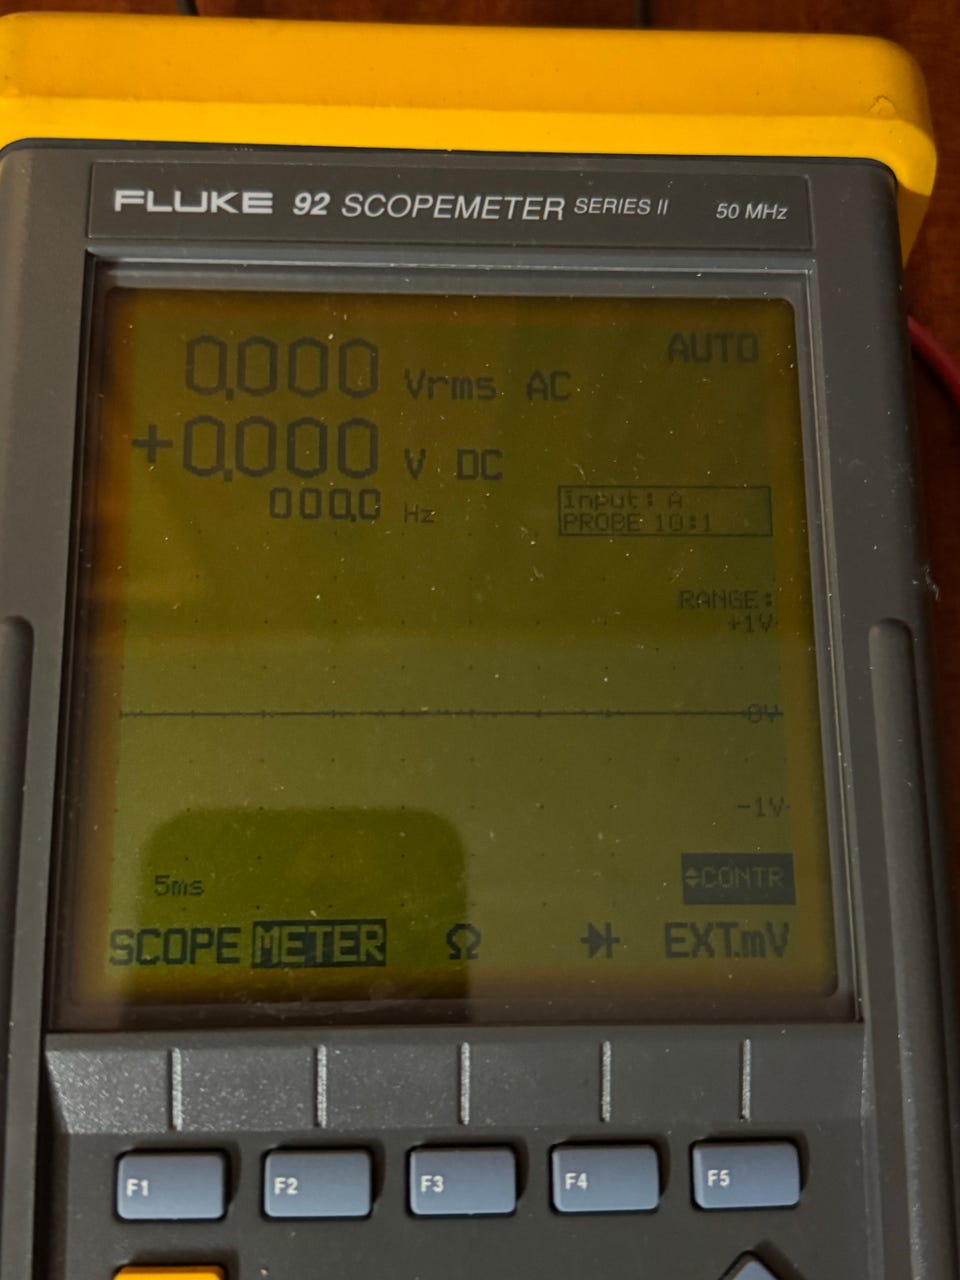 FLUKE 92 SCOPEMETER SERIES II 50 MHz
AUTO
0.000 Vrms AC
+0.000 V DC
000.0 Hz
input: A
PROBE 10:1
RANGE:
+1V
0V
-1V
5ms
CONTR
SCOPE METER Ω EXT.mV
F1 F2 F3 F4 F5